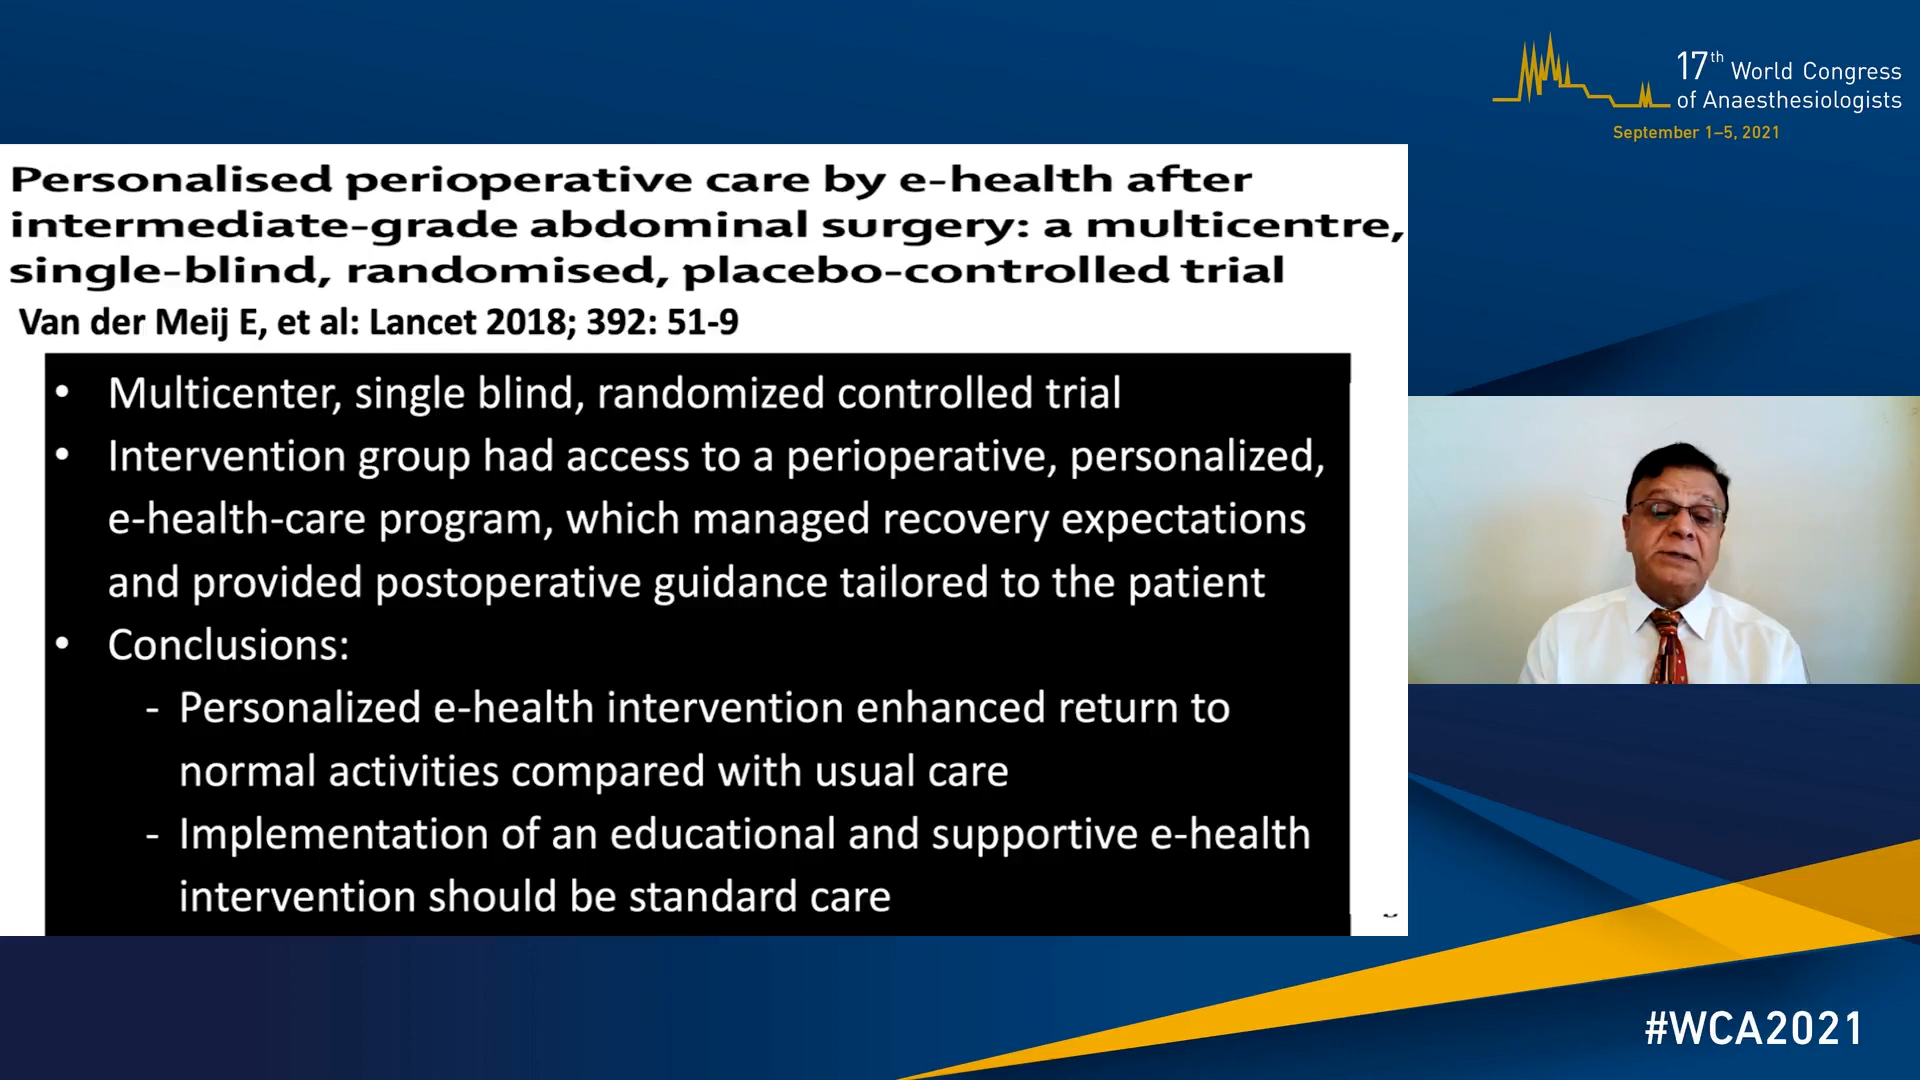 17th World Congress
of Anaesthesiologists
September 1–5, 2021
Personalised perioperative care by e-health after
intermediate-grade abdominal surgery: a multicentre,
single-blind, randomised, placebo-controlled trial
Van der Meij E, et al: Lancet 2018; 392: 51-9
• Multicenter, single blind, randomized controlled trial
• Intervention group had access to a perioperative, personalized,
e-health-care program, which managed recovery expectations
and provided postoperative guidance tailored to the patient
• Conclusions:
- Personalized e-health intervention enhanced return to
normal activities compared with usual care
- Implementation of an educational and supportive e-health
intervention should be standard care
#WCA2021